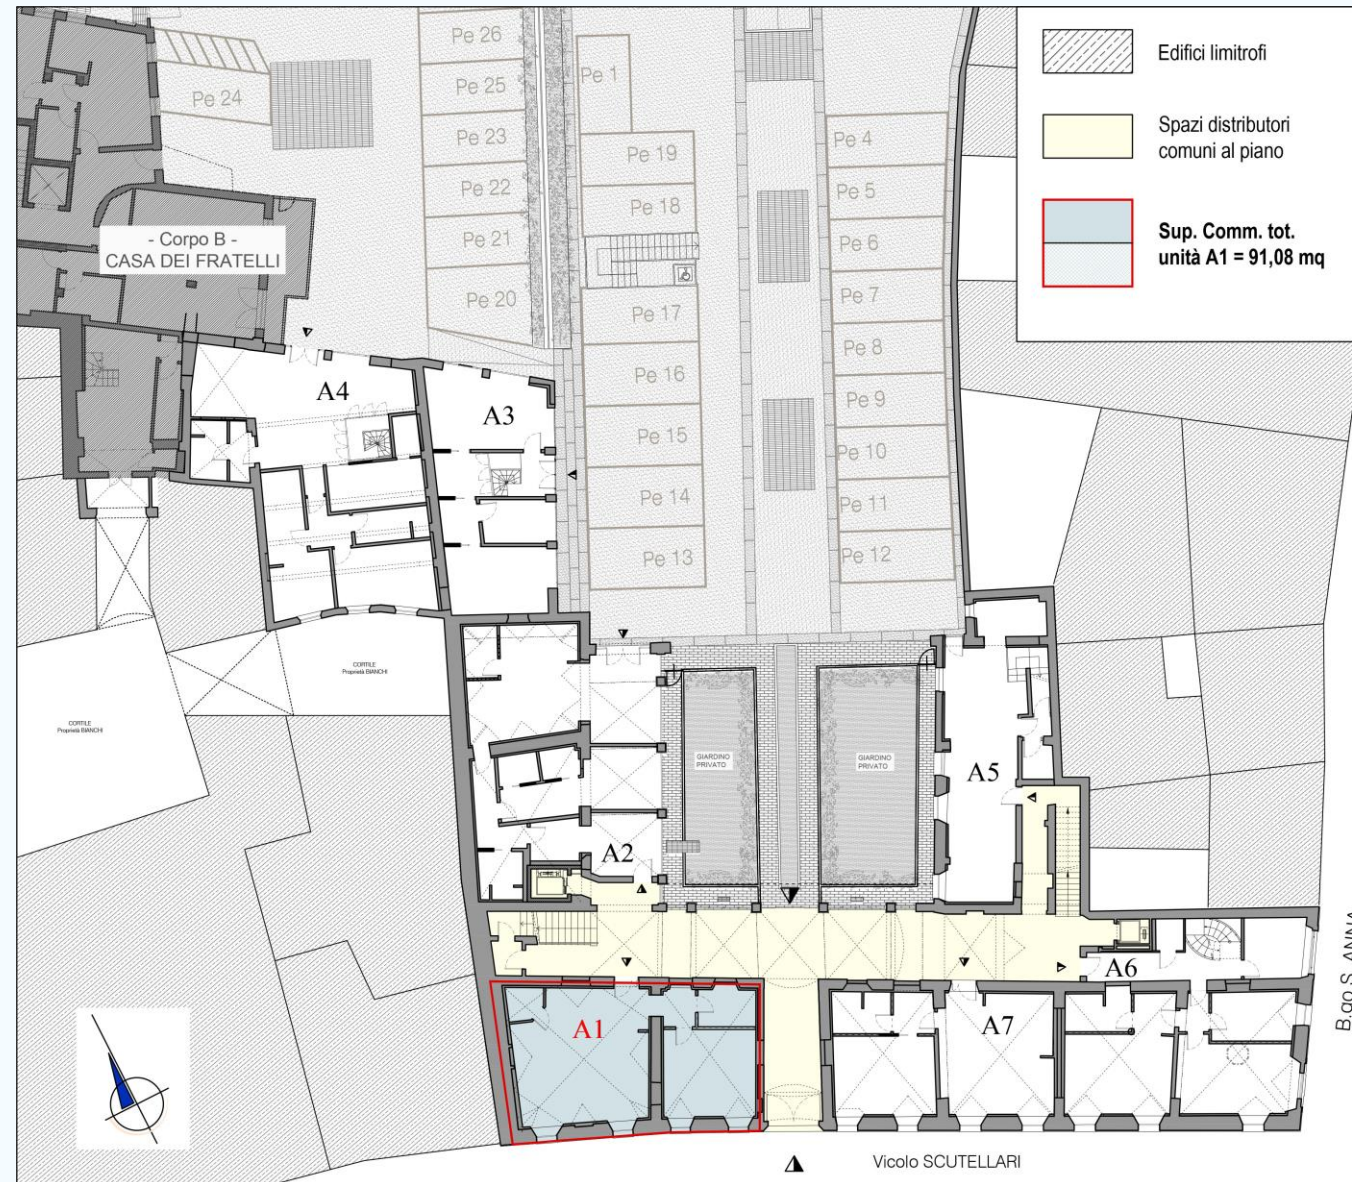 Edifici limitrofi
Spazi distributori
comuni al piano
Sup. Comm. tot.
unità A1 = 91,08 mq
Pe 26
Pe 25
Pe 24
Pe 23
Pe 22
Pe 21
Pe 20
Pe 1
Pe 19
Pe 18
Pe 17
Pe 16
Pe 15
Pe 14
Pe 13
Pe 4
Pe 5
Pe 6
Pe 7
Pe 8
Pe 9
Pe 10
Pe 11
Pe 12
- Corpo B -
CASA DEI FRATELLI
A4
A3
CORTILE
Proprietà BIANCHI
CORTILE
Proprietà BIANCHI
GIARDINO
PRIVATO
GIARDINO
PRIVATO
A5
A2
A6
A1
A7
B.go S. ANNA
Vicolo SCUTELLARI